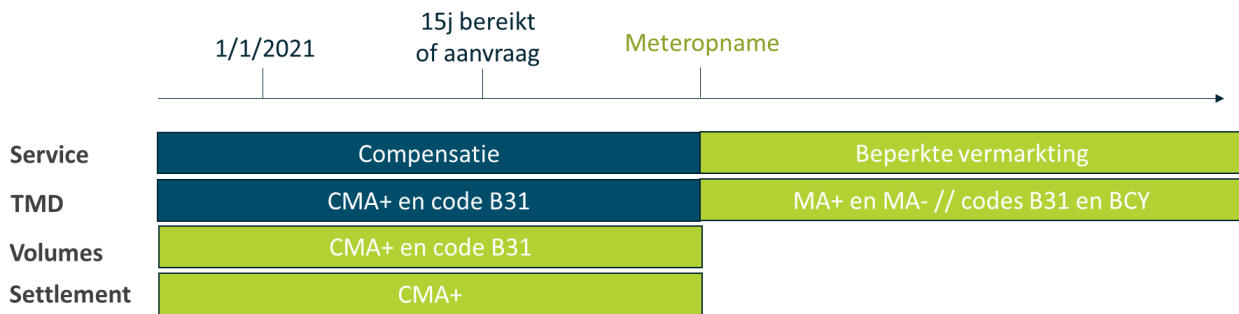 1/1/2021
15j bereikt
of aanvraag
Meteropname
Service
Compensatie
Beperkte vermarkting
TMD
CMA+ en code B31
MA+ en MA- // codes B31 en BCY
Volumes
CMA+ en code B31
Settlement
CMA+